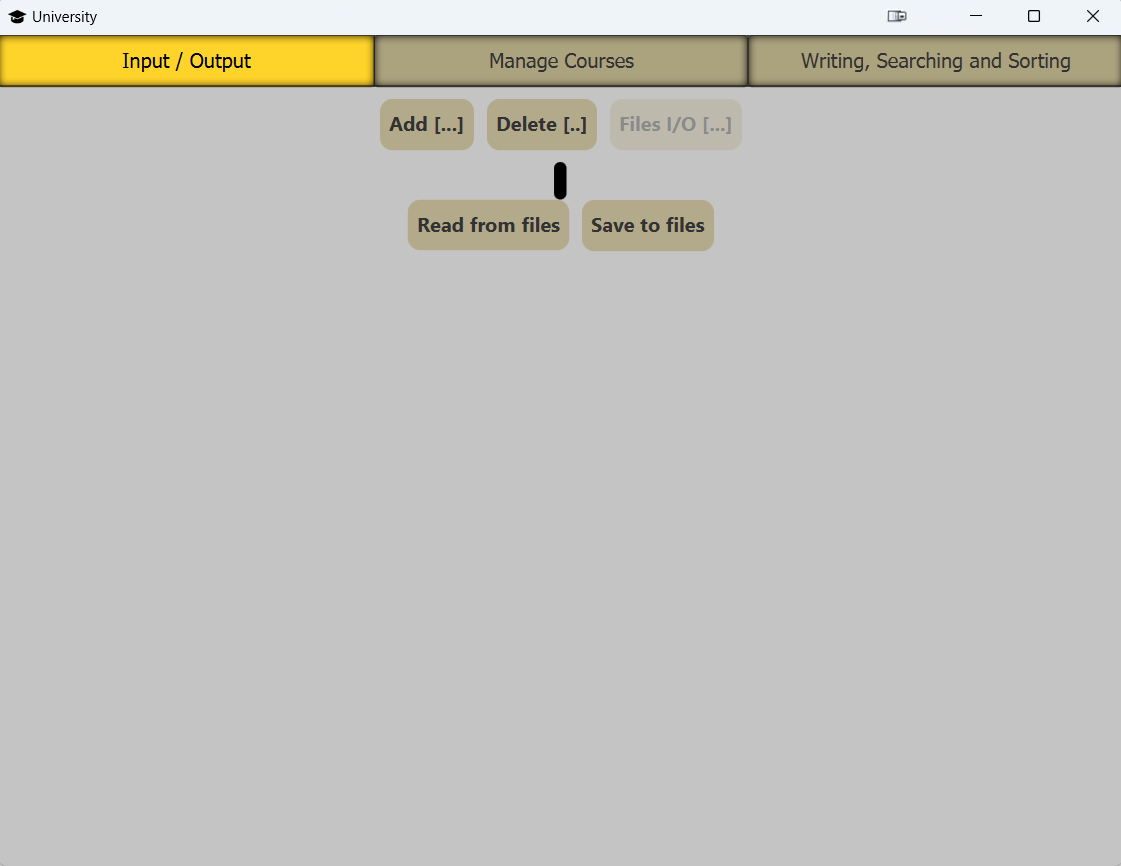 University
Input / Output Manage Courses Writing, Searching and Sorting
Add [...] Delete [..] Files I/O [...]
Read from files Save to files